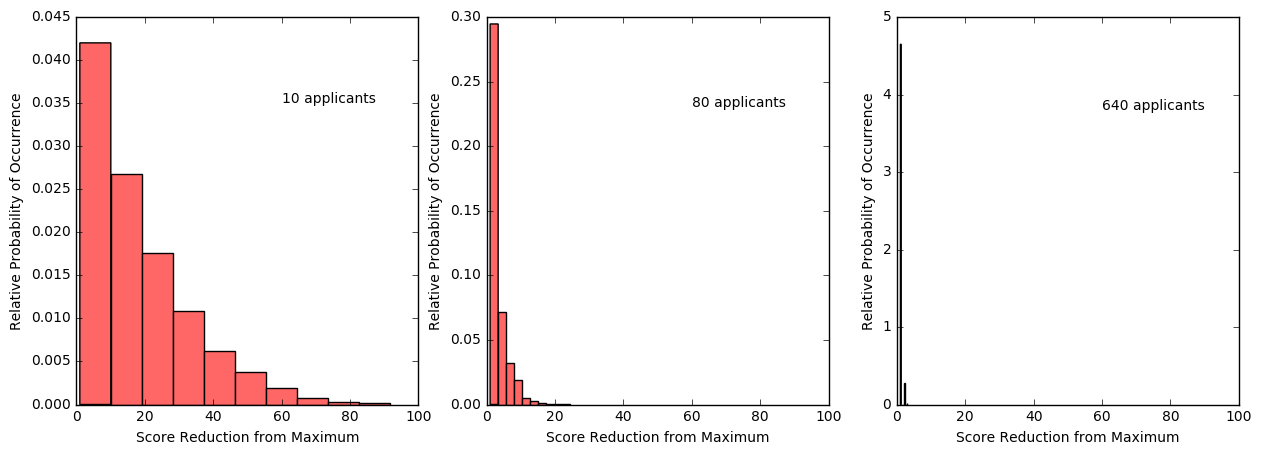 0.045
0.040
0.035
0.030
0.025
0.020
0.015
0.010
0.005
0.000
Relative Probability of Occurrence
10 applicants
0 20 40 60 80 100
Score Reduction from Maximum
0.30
0.25
0.20
0.15
0.10
0.05
0.00
Relative Probability of Occurrence
80 applicants
0 20 40 60 80 100
Score Reduction from Maximum
5
4
3
2
1
0
Relative Probability of Occurrence
640 applicants
0 20 40 60 80 100
Score Reduction from Maximum